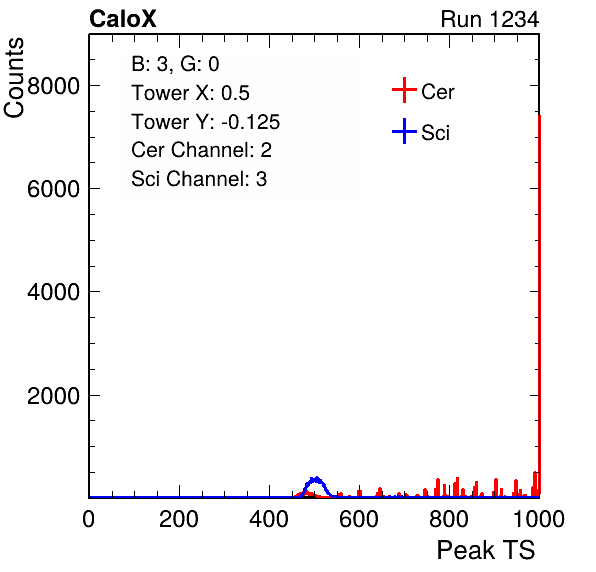 CaloX Run 1234
Counts
8000
6000
4000
2000
B: 3, G: 0
Tower X: 0.5
Tower Y: -0.125
Cer Channel: 2
Sci Channel: 3
Cer
Sci
0 200 400 600 800 1000
Peak TS